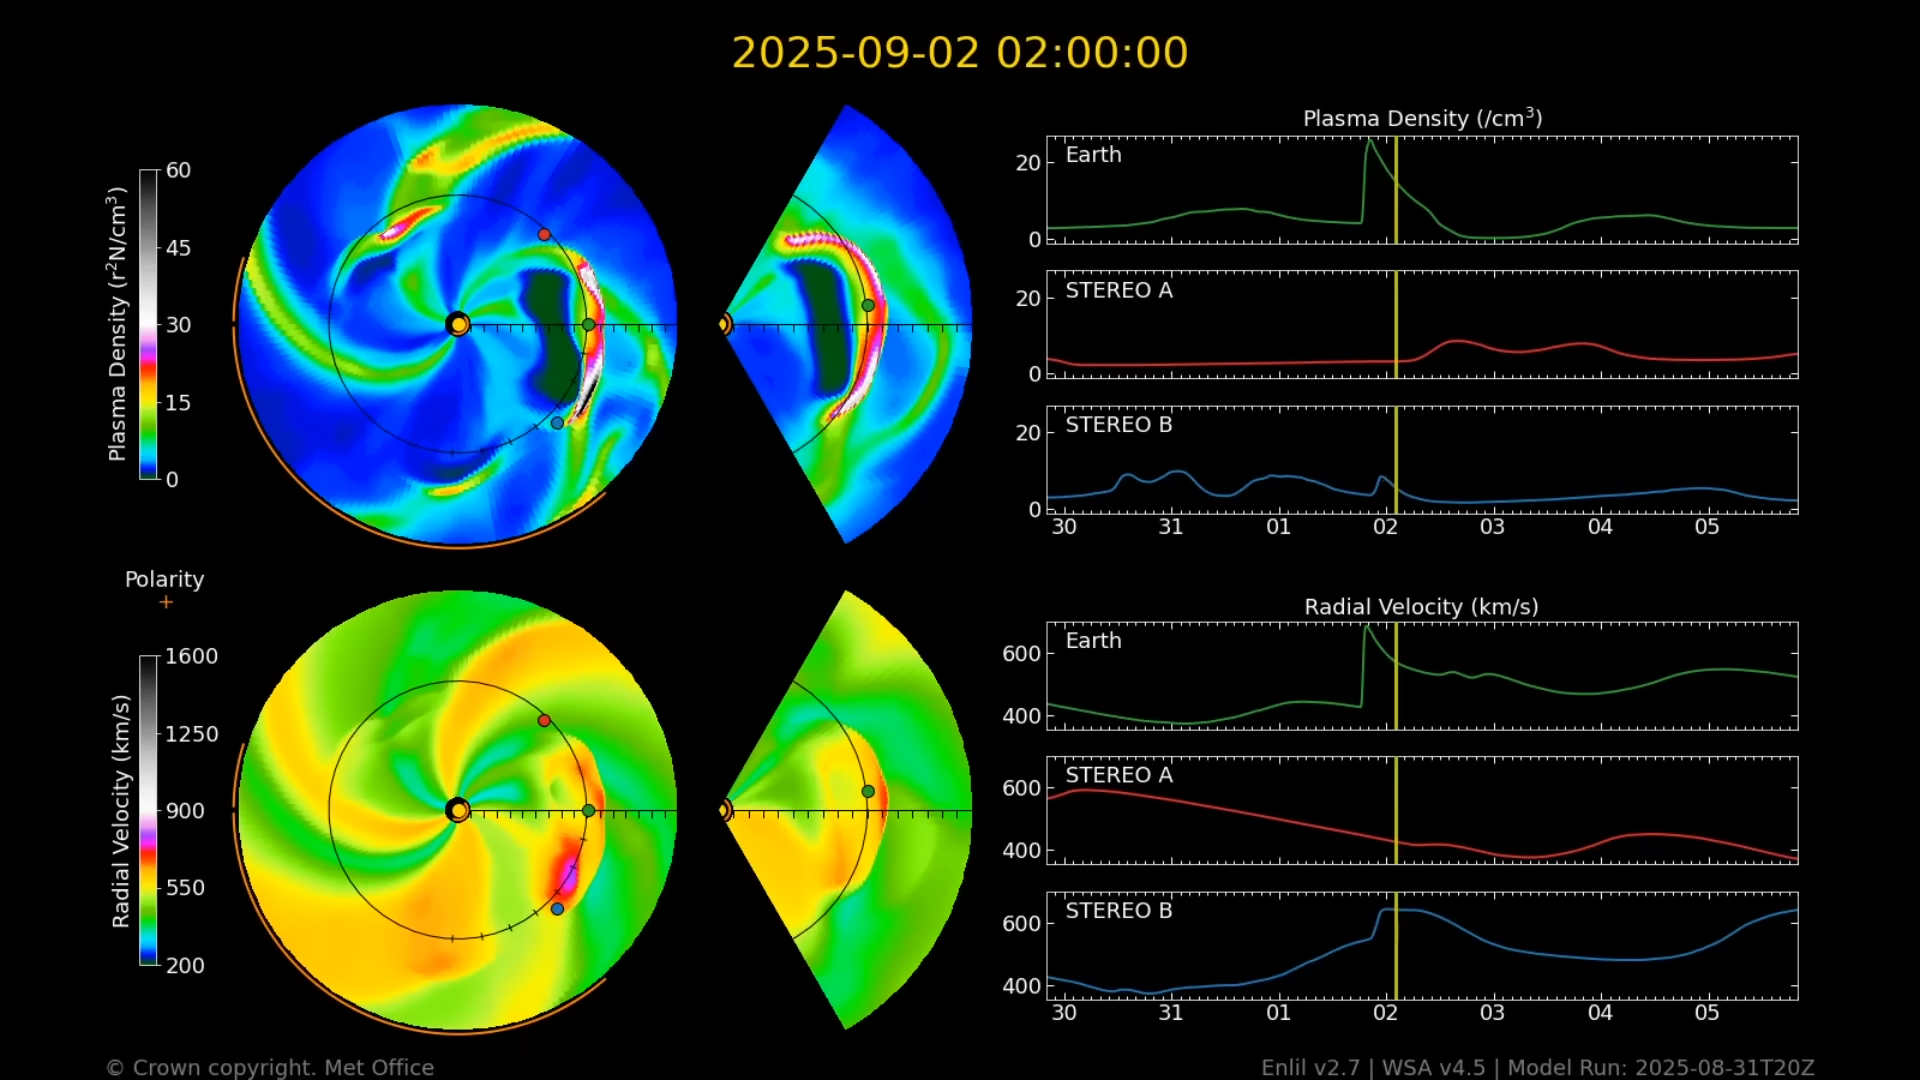 2025-09-02 02:00:00
Plasma Density (r²N/cm³)
60
45
30
15
0
Plasma Density (/cm³)
Earth
20
0
STEREO A
20
0
STEREO B
20
0
30 31 01 02 03 04 05
Polarity
+
Radial Velocity (km/s)
1600
1250
900
550
200
Radial Velocity (km/s)
Earth
600
400
STEREO A
600
400
STEREO B
600
400
30 31 01 02 03 04 05
© Crown copyright. Met Office
Enlil v2.7 | WSA v4.5 | Model Run: 2025-08-31T20Z